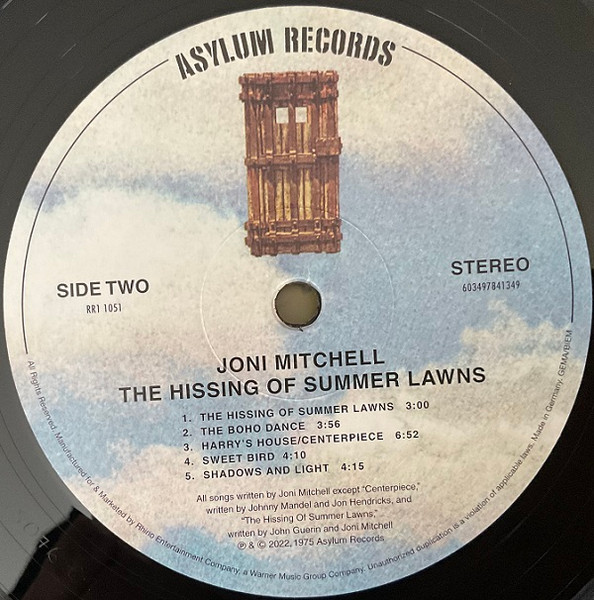 ASYLUM RECORDS
SIDE TWO
RR1 1051
STEREO
603497841349
JONI MITCHELL
THE HISSING OF SUMMER LAWNS
1. THE HISSING OF SUMMER LAWNS 3:00
2. THE BOHO DANCE 3:56
3. HARRY'S HOUSE/CENTERPIECE 6:52
4. SWEET BIRD 4:10
5. SHADOWS AND LIGHT 4:15
All songs written by Joni Mitchell except "Centerpiece,"
written by Johnny Mandel and Jon Hendricks, and
"The Hissing Of Summer Lawns,"
written by John Guerin and Joni Mitchell
℗ & © 2022, 1975 Asylum Records
All Rights Reserved. Manufactured for & Marketed by Rhino Entertainment Company, a Warner Music Group Company. Unauthorized duplication is a violation of applicable laws. Made in Germany. GEMA/BIEM